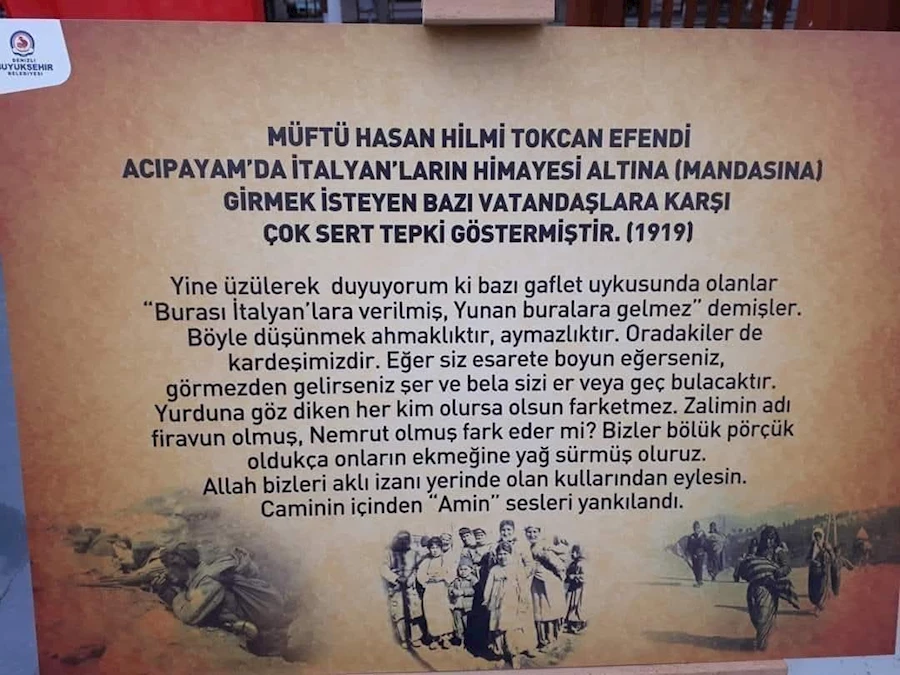 DENİZLİ
BÜYÜKŞEHİR
BELEDİYESİ
MÜFTÜ HASAN HİLMİ TOKCAN EFENDİ
ACIPAYAM'DA İTALYAN'LARIN HİMAYESİ ALTINA (MANDASINA)
GİRMEK İSTEYEN BAZI VATANDAŞLARA KARŞI
ÇOK SERT TEPKİ GÖSTERMİŞTİR. (1919)
Yine üzülerek duyuyorum ki bazı gaflet uykusunda olanlar
“Burası İtalyan’lara verilmiş, Yunan buralara gelmez” demişler.
Böyle düşünmek ahmaklıktır, aymazlıktır. Oradakiler de
kardeşimizdir. Eğer siz esarete boyun eğerseniz,
görmezden gelirseniz şer ve bela sizi er veya geç bulacaktır.
Yurduna göz diken her kim olursa olsun farketmez. Zalimin adı
firavun olmuş, Nemrut olmuş fark eder mi? Bizler bölük pörçük
oldukça onların ekmeğine yağ sürmüş oluruz.
Allah bizleri aklı izanı yerinde olan kullarından eylesin.
Caminin içinden “Amin” sesleri yankılandı.